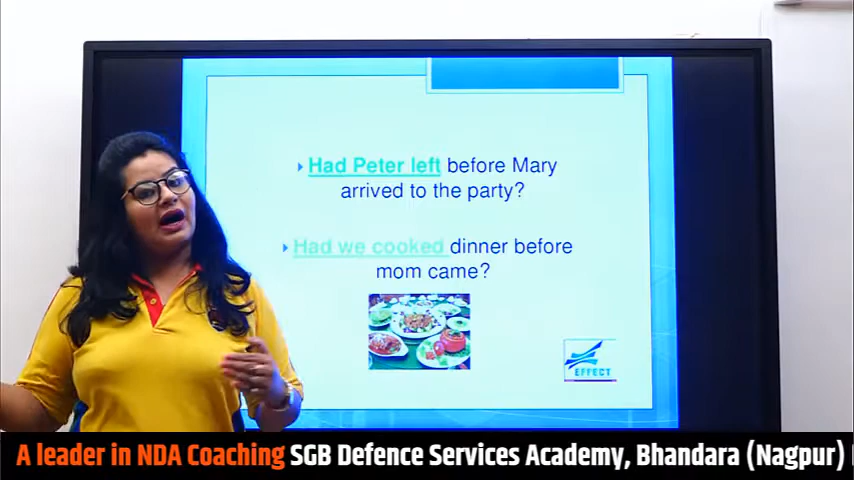 Had Peter left before Mary
arrived to the party?
Had we cooked dinner before
mom came?
EFFECT
A leader in NDA Coaching SGB Defence Services Academy, Bhandara (Nagpur)